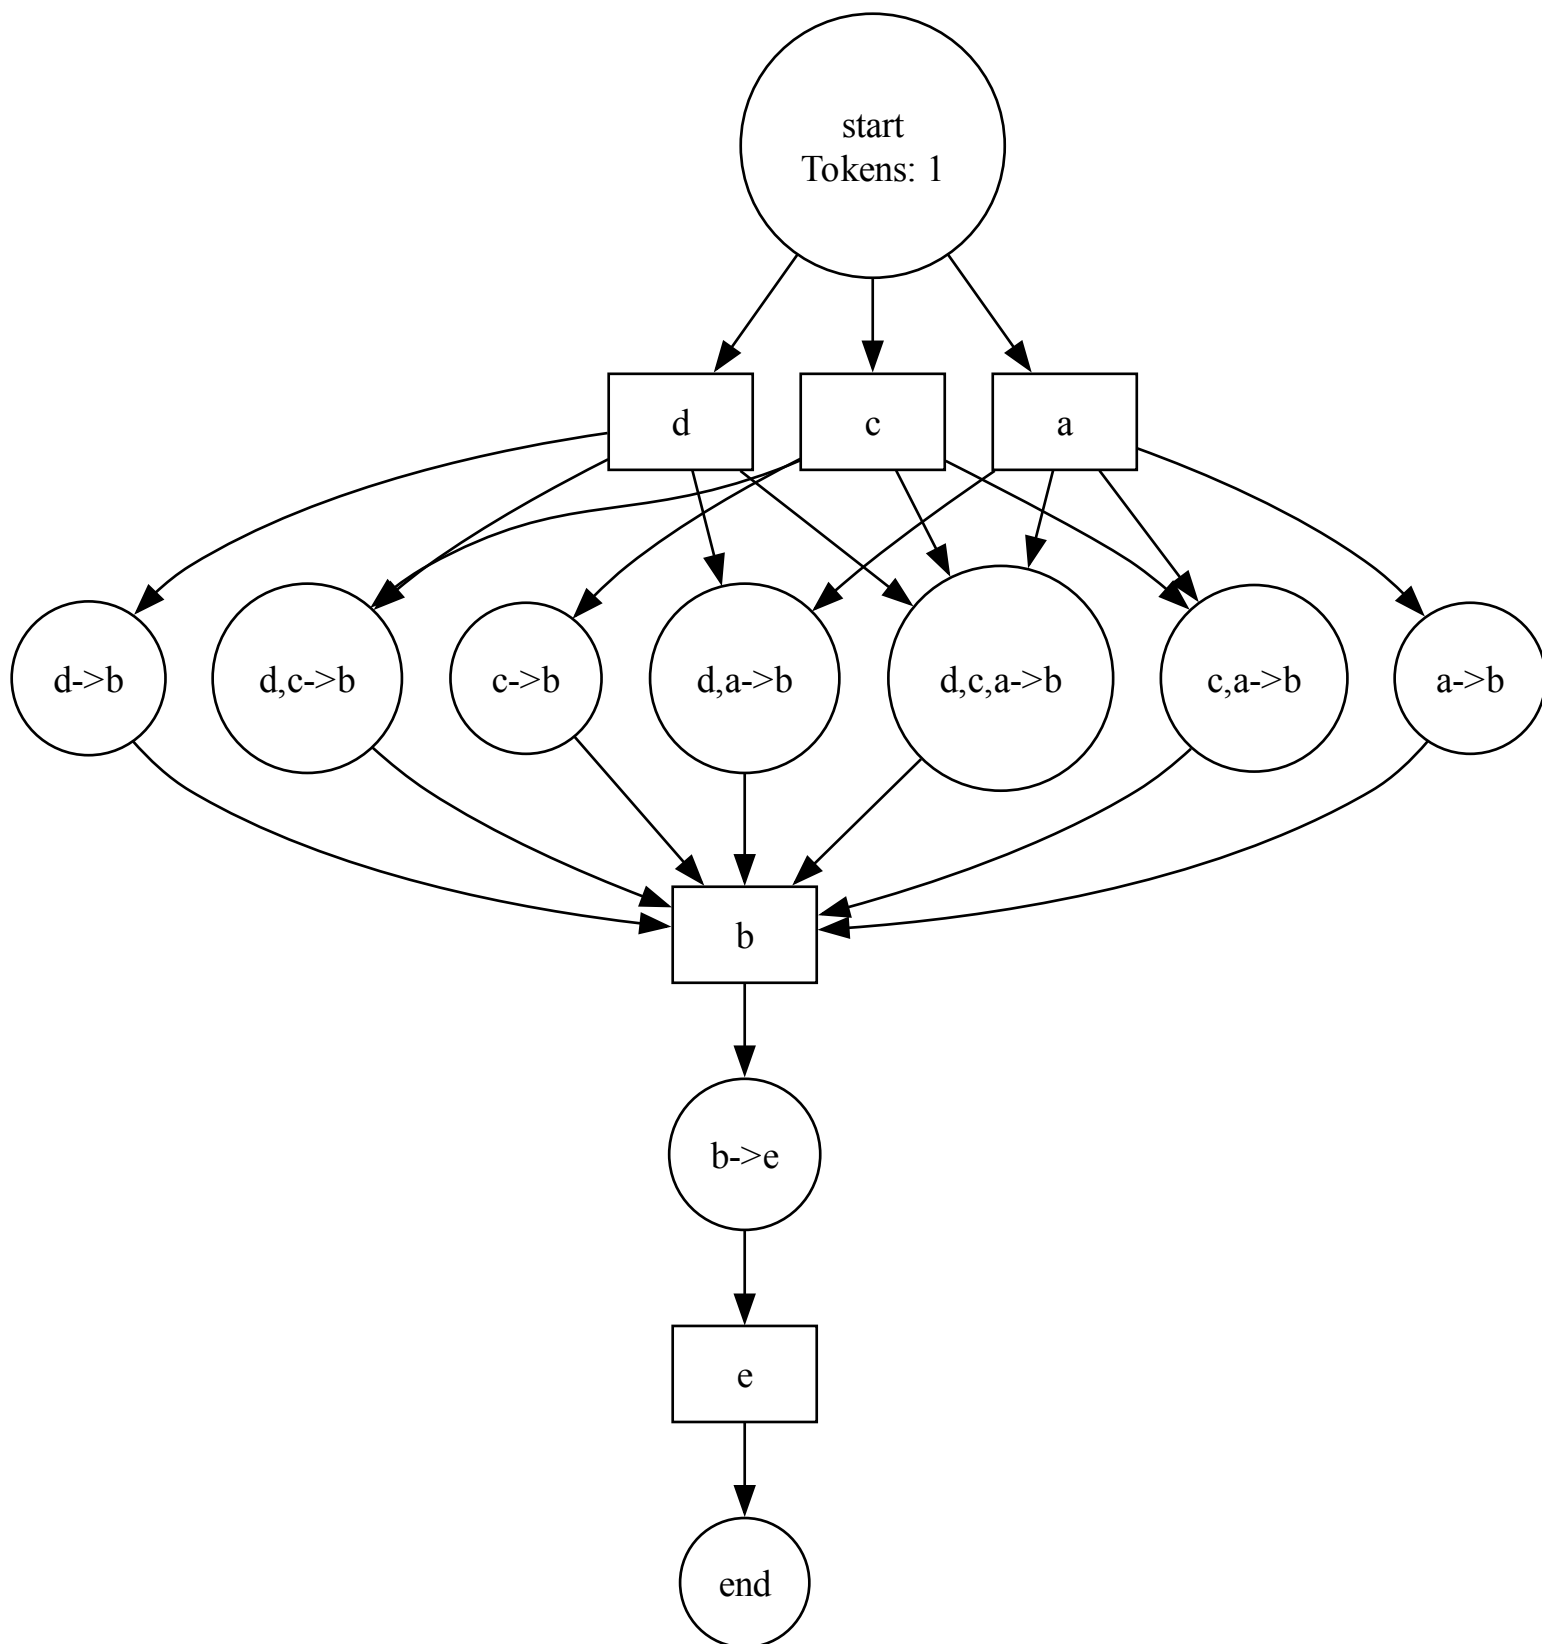 start
Tokens: 1
d
c
a
d->b
d,c->b
c->b
d,a->b
d,c,a->b
c,a->b
a->b
b
b->e
e
end